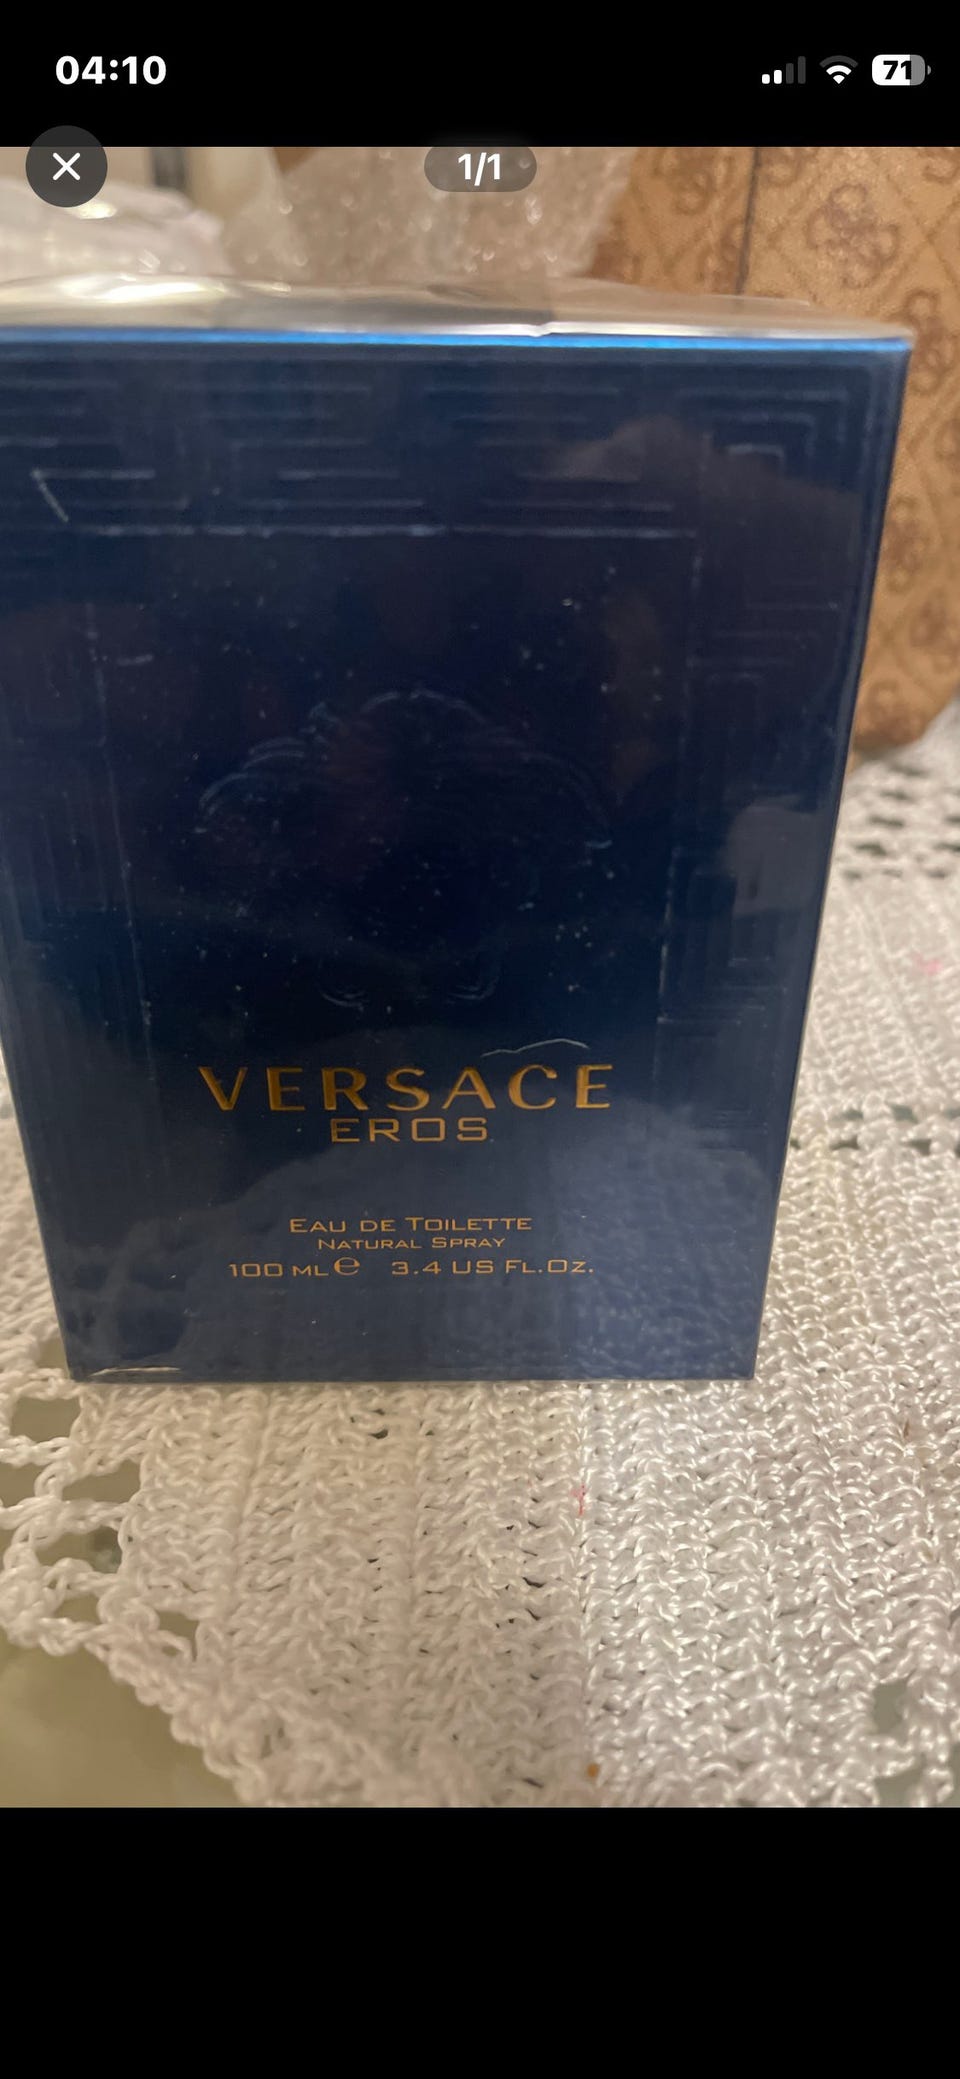 04:10
71
1/1
VERSACE
EROS
EAU DE TOILETTE
NATURAL SPRAY
100 ML e 3.4 US FL.OZ.